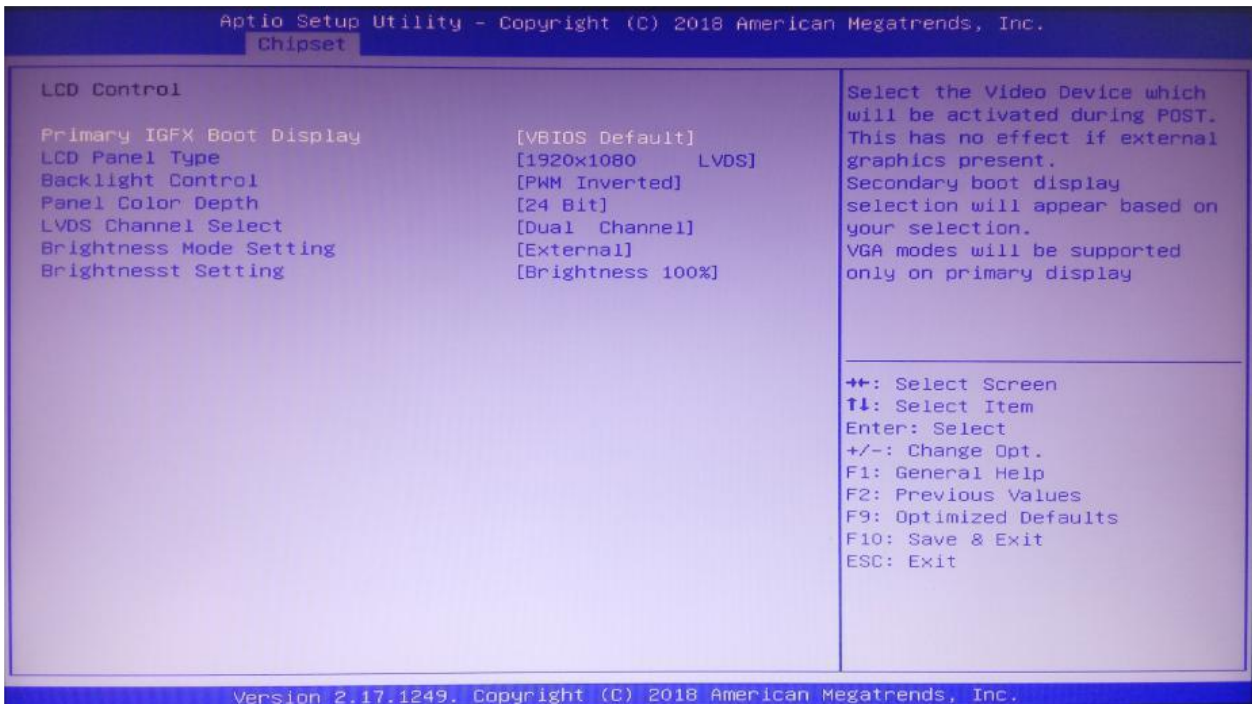 Aptio Setup Utility – Copyright (C) 2018 American Megatrends, Inc.
Chipset
LCD Control
Primary IGFX Boot Display [VBIOS Default]
LCD Panel Type [1920x1080 LVDS]
Backlight Control [PWM Inverted]
Panel Color Depth [24 Bit]
LVDS Channel Select [Dual Channel]
Brightness Mode Setting [External]
Brightnesst Setting [Brightness 100%]
Select the Video Device which
will be activated during POST.
This has no effect if external
graphics present.
Secondary boot display
selection will appear based on
your selection.
VGA modes will be supported
only on primary display
→←: Select Screen
↑↓: Select Item
Enter: Select
+/-: Change Opt.
F1: General Help
F2: Previous Values
F9: Optimized Defaults
F10: Save & Exit
ESC: Exit
Version 2.17.1249. Copyright (C) 2018 American Megatrends, Inc.